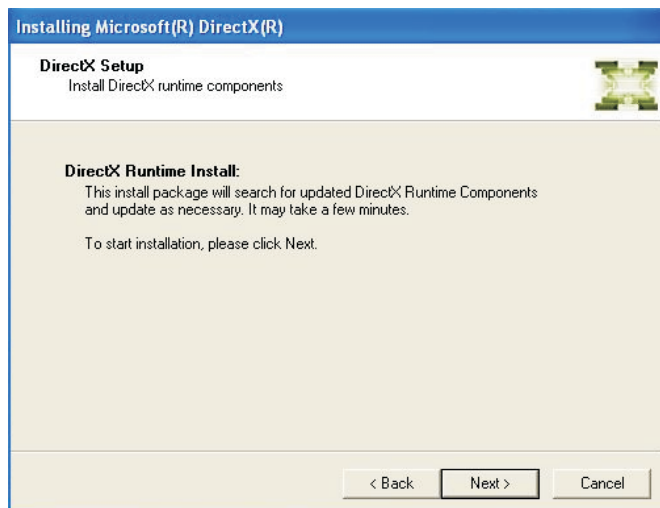 Installing Microsoft(R) DirectX(R)
DirectX Setup
Install DirectX runtime components
DirectX Runtime Install:
This install package will search for updated DirectX Runtime Components
and update as necessary. It may take a few minutes.
To start installation, please click Next.
< Back Next > Cancel